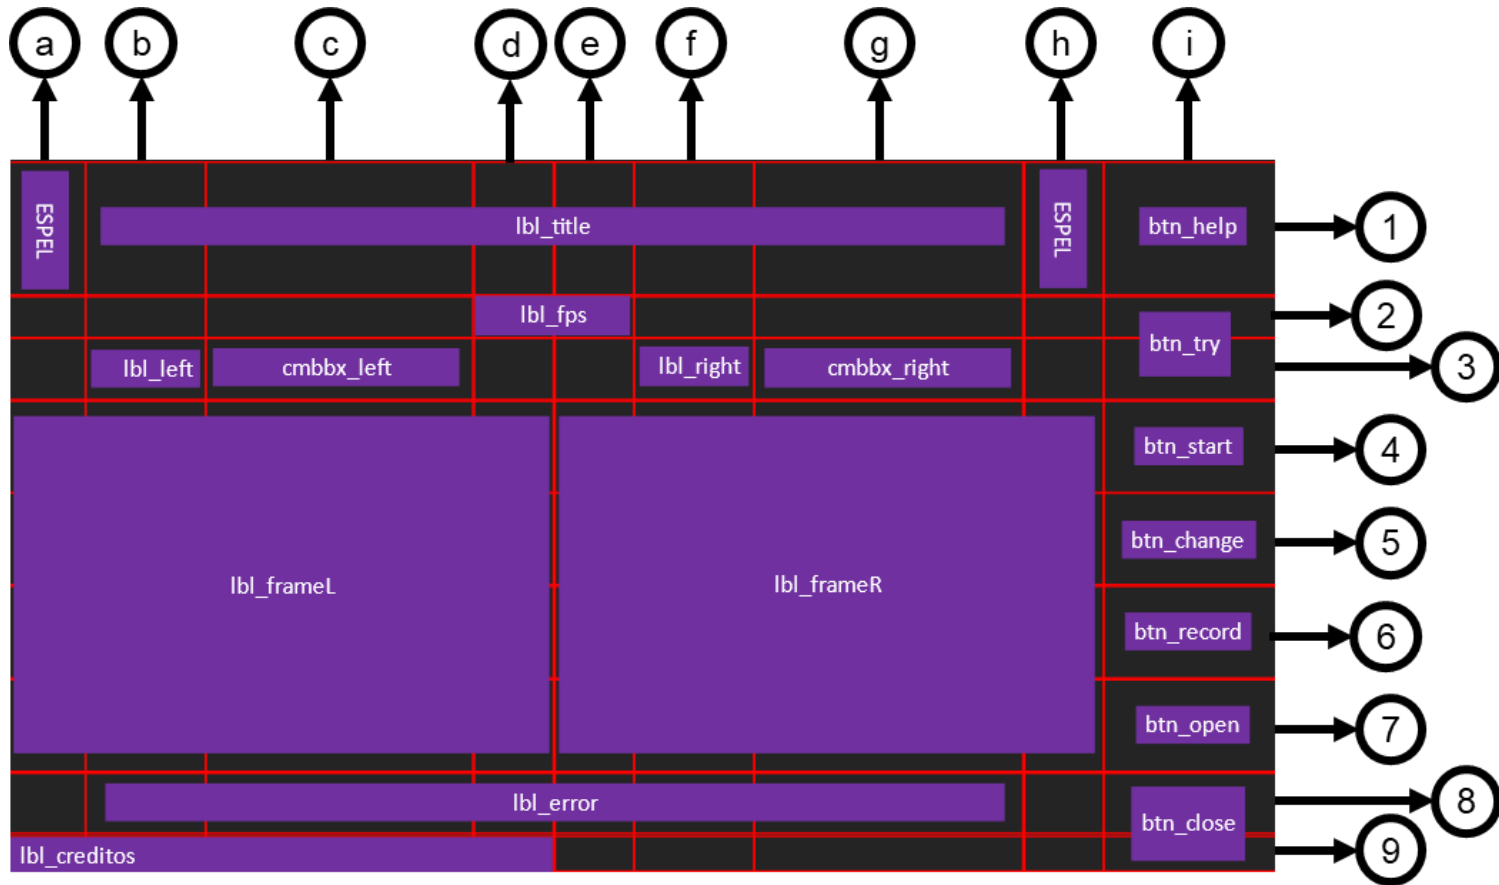 a b c d e f g h i
ESPEL lbl_title ESPEL btn_help 1
lbl_fps 2
btn_try
lbl_left cmbbx_left lbl_right cmbbx_right 3
btn_start 4
btn_change 5
lbl_frameL lbl_frameR
btn_record 6
btn_open 7
lbl_error 8
btn_close
lbl_creditos 9